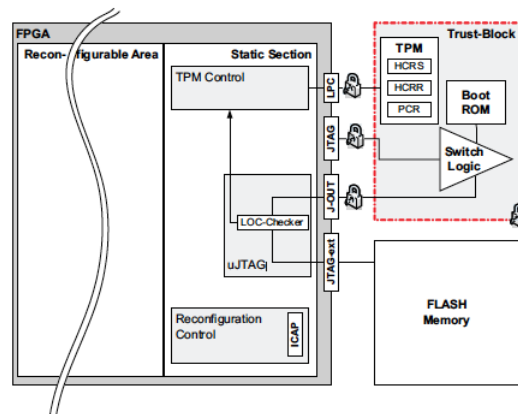 FPGA
Recon-figurable Area
Static Section
TPM Control
LOC-Checker
uJTAG
Reconfiguration
Control
ICAP
LPC
JTAG
J-OUT
JTAG-ext
Trust-Block
TPM
HCRS
HCRR
PCR
Boot
ROM
Switch
Logic
FLASH
Memory